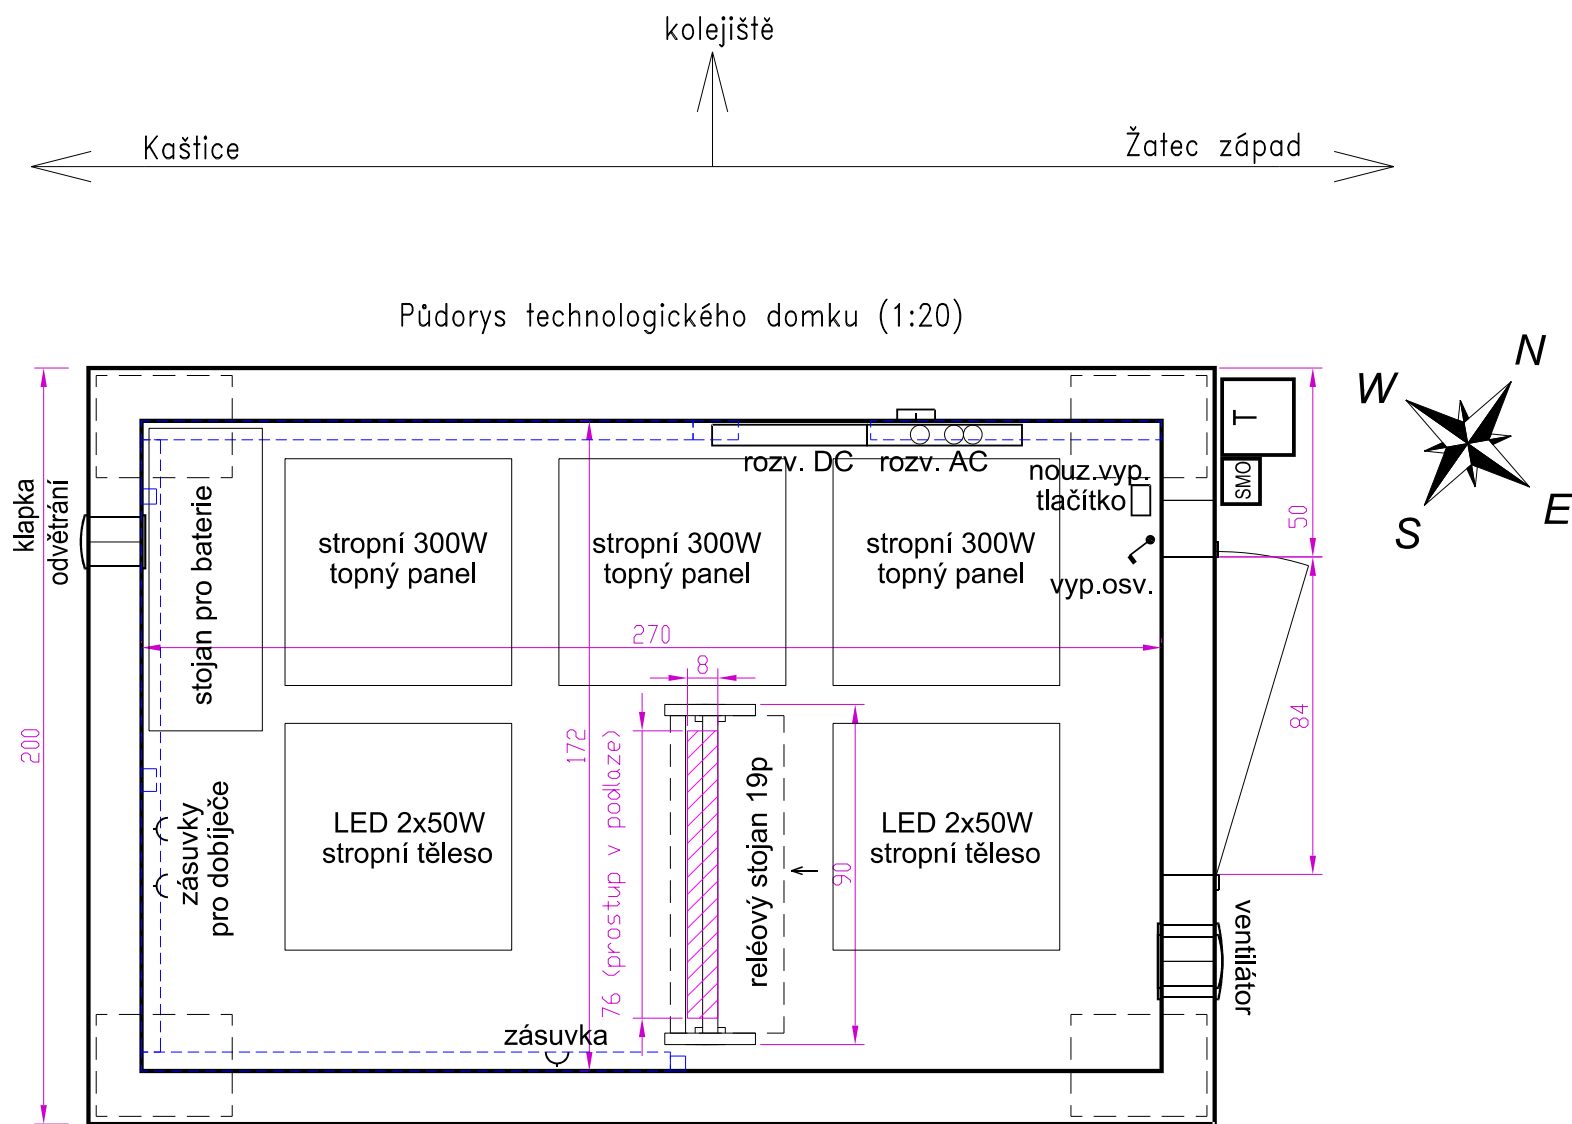 kolejiště
Kaštice
Žatec západ
Půdorys technologického domku (1:20)
N
W
E
S
T
SMO
50
84
200
270
172
8
90
76 (prostup v podlaze)
klapka
odvětrání
stojan pro baterie
rozv. DC
rozv. AC
nouz.vyp.
tlačítko
vyp.osv.
stropní 300W
topný panel
stropní 300W
topný panel
stropní 300W
topný panel
LED 2x50W
stropní těleso
LED 2x50W
stropní těleso
zásuvky
pro dobíječe
reléový stojan 19p
zásuvka
ventilátor